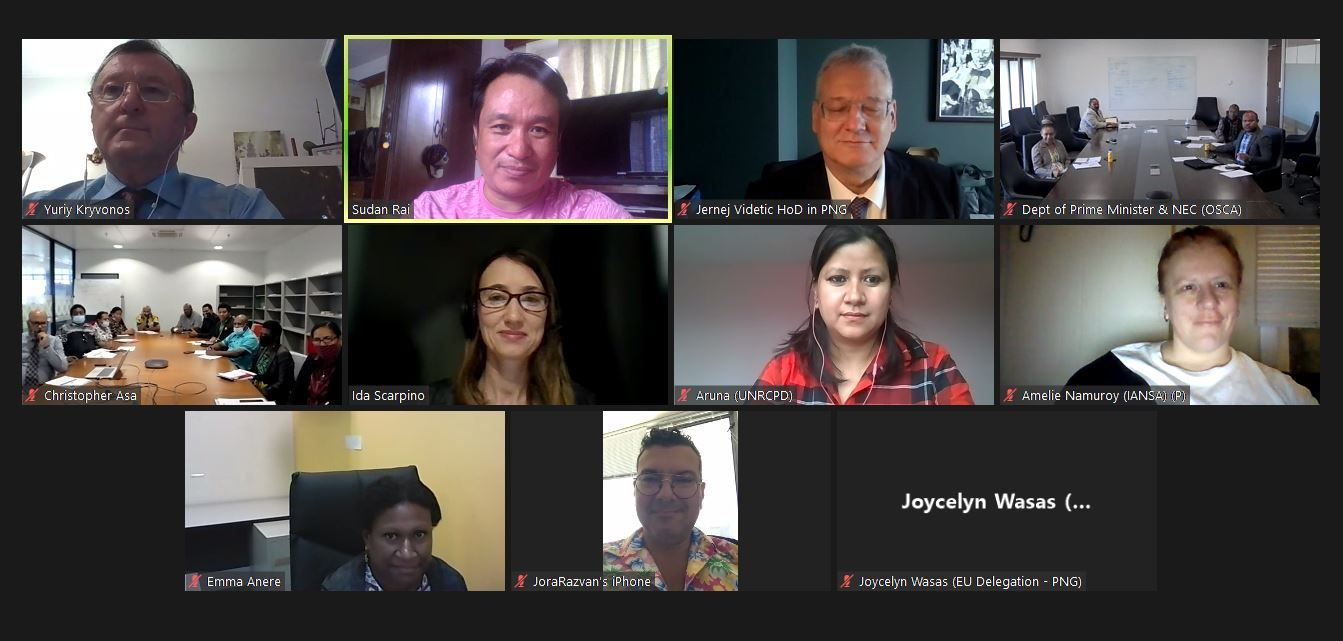 Yuriy Kryvonos
Sudan Rai
Jernej Videtic HoD in PNG
Dept of Prime Minister & NEC (OSCA)
Christopher Asa
Ida Scarpino
Aruna (UNRCPD)
Amelie Namuroy (IANSA) (P)
Emma Anere
JoraRazvan's iPhone
Joycelyn Wasas (...
Joycelyn Wasas (EU Delegation - PNG)